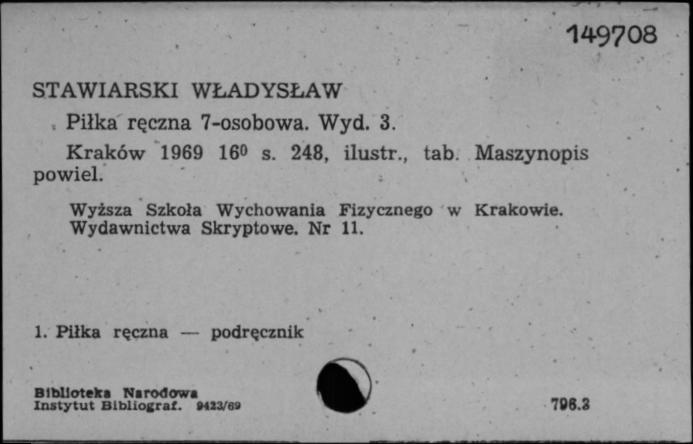 149708
STAWIARSKI WŁADYSŁAW
Piłka ręczna 7-osobowa. Wyd. 3.
Kraków 1969 16⁰ s. 248, ilustr., tab. Maszynopis
powiel.
Wyższa Szkoła Wychowania Fizycznego w Krakowie.
Wydawnictwa Skryptowe. Nr 11.
1. Piłka ręczna — podręcznik
Biblioteka Narodowa
Instytut Bibliograf. 9423/69
796.3